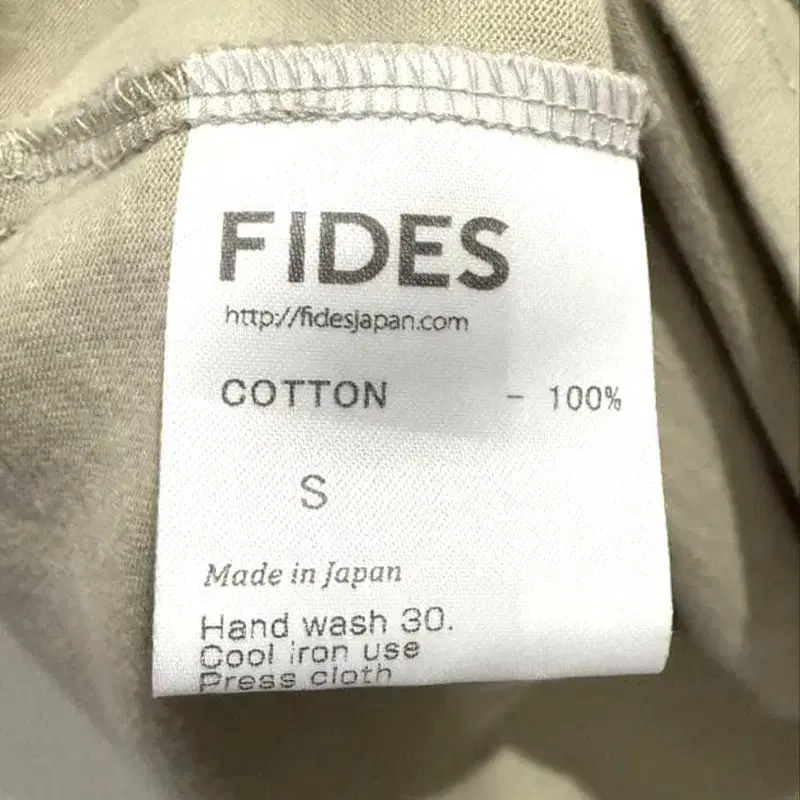 FIDES
http://fidesjapan.com
COTTON - 100%
S
Made in Japan
Hand wash 30.
Cool iron use
Press cloth